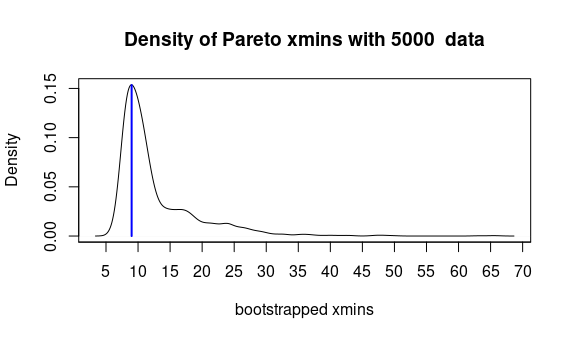 Density of Pareto xmins with 5000 data
Density
0.15
0.10
0.05
0.00
5 10 15 20 25 30 35 40 45 50 55 60 65 70
bootstrapped xmins